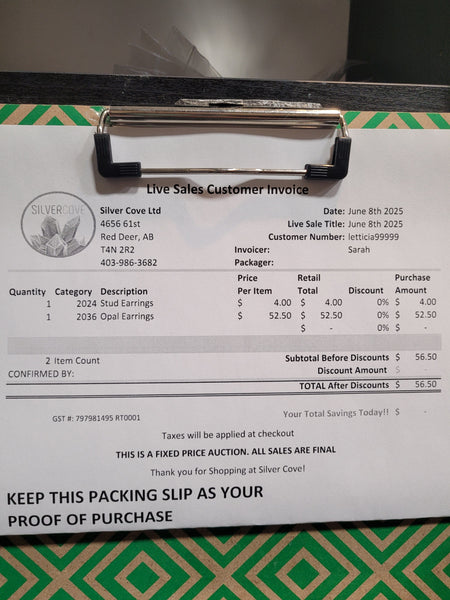 Live Sales Customer Invoice
SILVERCOVE
Silver Cove Ltd
4656 61st
Red Deer, AB
T4N 2R2
403-986-3682
Date: June 8th 2025
Live Sale Title: June 8th 2025
Customer Number: letticia99999
Invoicer: Sarah
Packager:
Quantity Category Description Price Per Item Retail Total Discount Purchase Amount
1 2024 Stud Earrings $ 4.00 $ 4.00 0% $ 4.00
1 2036 Opal Earrings $ 52.50 $ 52.50 0% $ 52.50
$ - 0% $ -
2 Item Count Subtotal Before Discounts $ 56.50
CONFIRMED BY: Discount Amount $ -
TOTAL After Discounts $ 56.50
GST #: 797981495 RT0001 Your Total Savings Today!! $ -
Taxes will be applied at checkout
THIS IS A FIXED PRICE AUCTION. ALL SALES ARE FINAL
Thank you for Shopping at Silver Cove!
KEEP THIS PACKING SLIP AS YOUR
PROOF OF PURCHASE